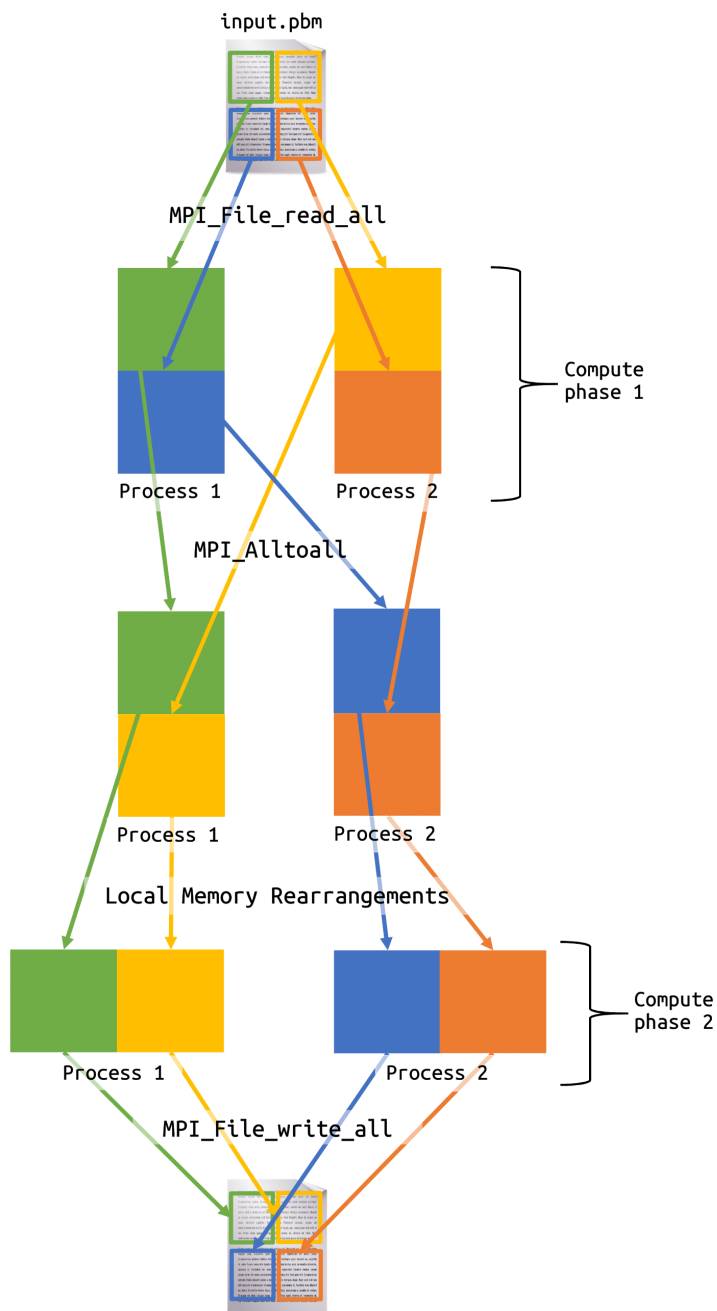 input.pbm
MPI_File_read_all
Compute
phase 1
Process 1
Process 2
MPI_Alltoall
Process 1
Process 2
Local Memory Rearrangements
Compute
phase 2
Process 1
Process 2
MPI_File_write_all